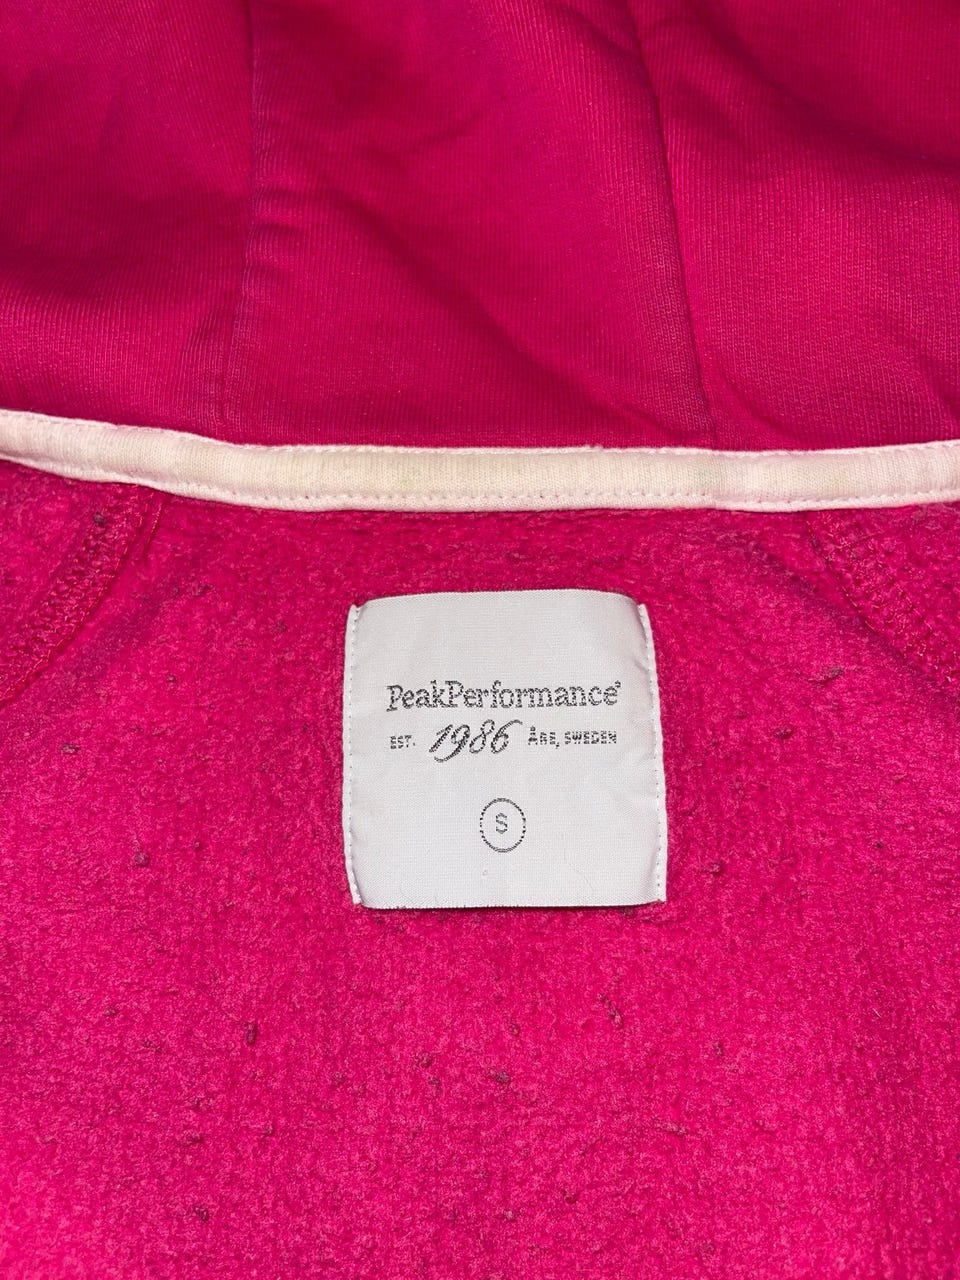 PeakPerformance®
EST. 1986 ÅRE, SWEDEN
S